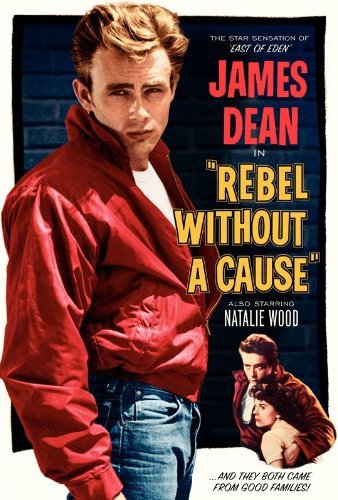 THE STAR SENSATION OF
'EAST OF EDEN'
JAMES
DEAN
IN
"REBEL
WITHOUT
A CAUSE"
ALSO STARRING
NATALIE WOOD
...AND THEY BOTH CAME
FROM GOOD FAMILIES!